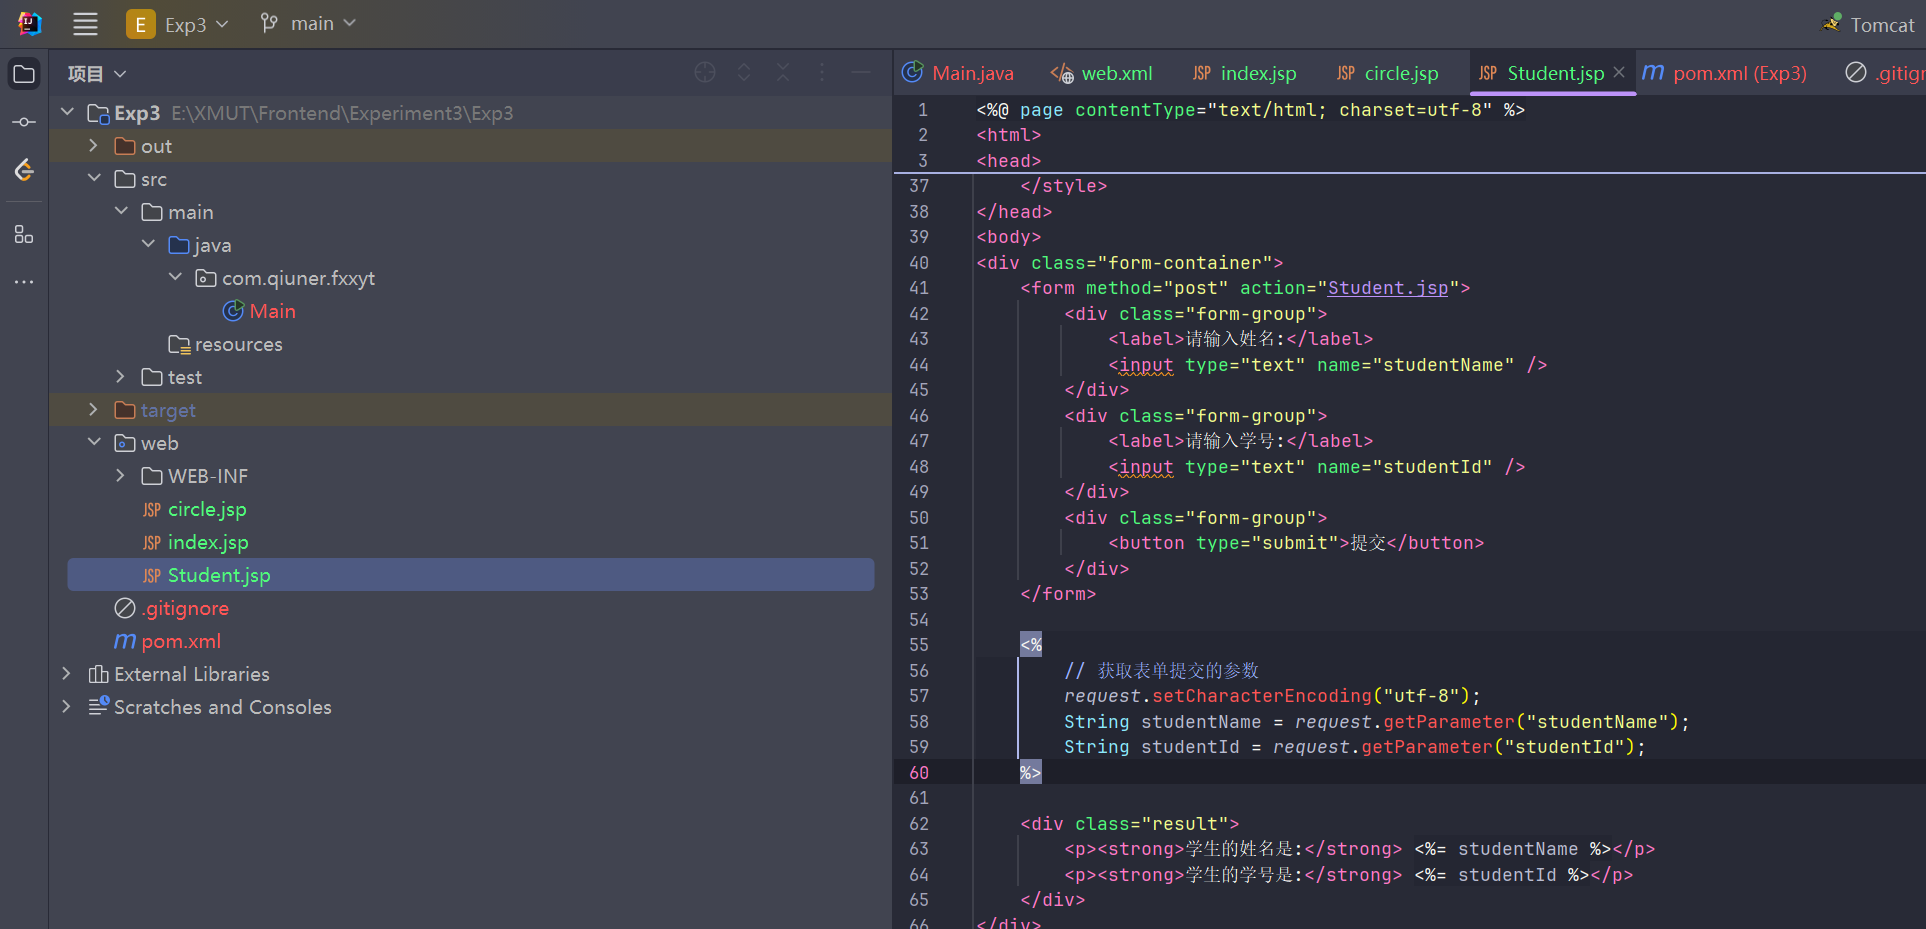 E Exp3 main Tomcat
项目
Main.java web.xml JSP index.jsp JSP circle.jsp JSP Student.jsp m pom.xml (Exp3) .gitigr
Exp3 E:\XMUT\Frontend\Experiment3\Exp3
out
src
main
java
com.qiuner.fxxyt
Main
resources
test
target
web
WEB-INF
JSP circle.jsp
JSP index.jsp
JSP Student.jsp
.gitignore
m pom.xml
External Libraries
Scratches and Consoles
1 <%@ page contentType="text/html; charset=utf-8" %>
2 <html>
3 <head>
37 </style>
38 </head>
39 <body>
40 <div class="form-container">
41 <form method="post" action="Student.jsp">
42 <div class="form-group">
43 <label>请输入姓名:</label>
44 <input type="text" name="studentName" />
45 </div>
46 <div class="form-group">
47 <label>请输入学号:</label>
48 <input type="text" name="studentId" />
49 </div>
50 <div class="form-group">
51 <button type="submit">提交</button>
52 </div>
53 </form>
54
55 <%
56 // 获取表单提交的参数
57 request.setCharacterEncoding("utf-8");
58 String studentName = request.getParameter("studentName");
59 String studentId = request.getParameter("studentId");
60 %>
61
62 <div class="result">
63 <p><strong>学生的姓名是:</strong> <%= studentName %></p>
64 <p><strong>学生的学号是:</strong> <%= studentId %></p>
65 </div>
66 </div>